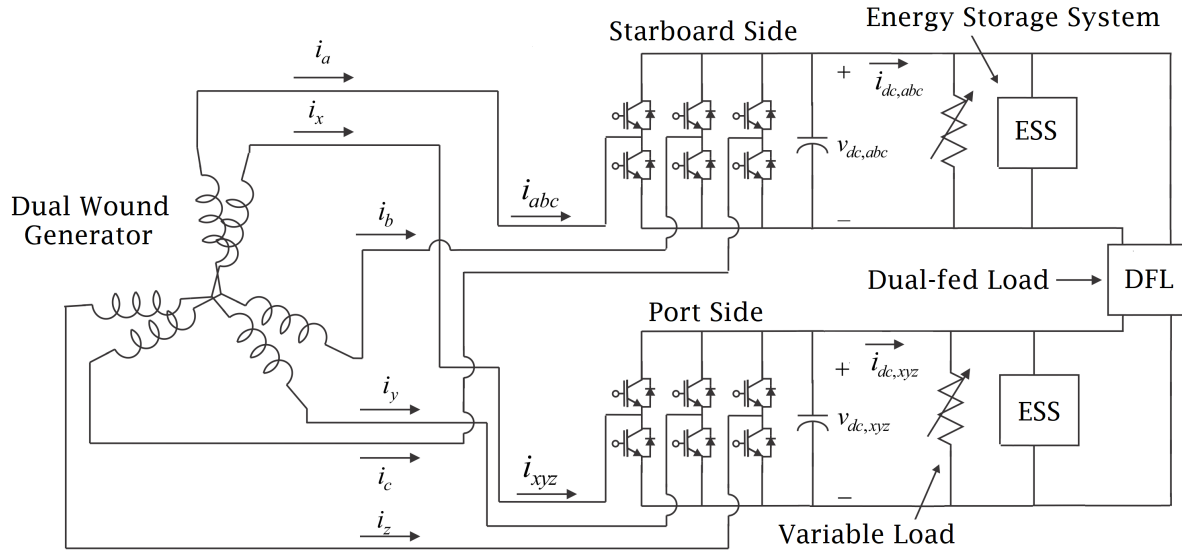 Energy Storage System
Starboard Side
i_a
+
i_dc,abc
i_x
ESS
v_dc,abc
Dual Wound
Generator
i_abc
i_b
−
Dual-fed Load
DFL
Port Side
+
i_dc,xyz
i_y
ESS
v_dc,xyz
i_c
i_xyz
−
i_z
Variable Load